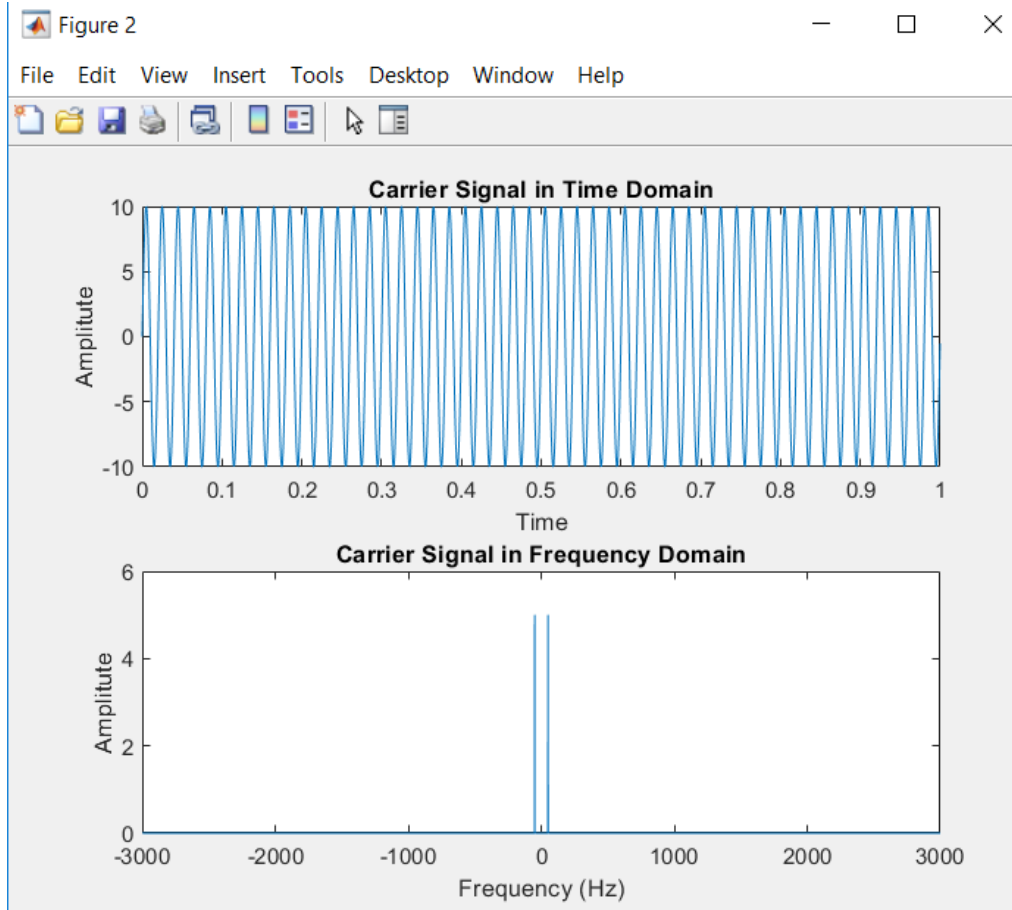 Figure 2
File Edit View Insert Tools Desktop Window Help
Carrier Signal in Time Domain
10
5
0
-5
-10
Amplitute
0 0.1 0.2 0.3 0.4 0.5 0.6 0.7 0.8 0.9 1
Time
Carrier Signal in Frequency Domain
6
4
2
0
Amplitute
-3000 -2000 -1000 0 1000 2000 3000
Frequency (Hz)